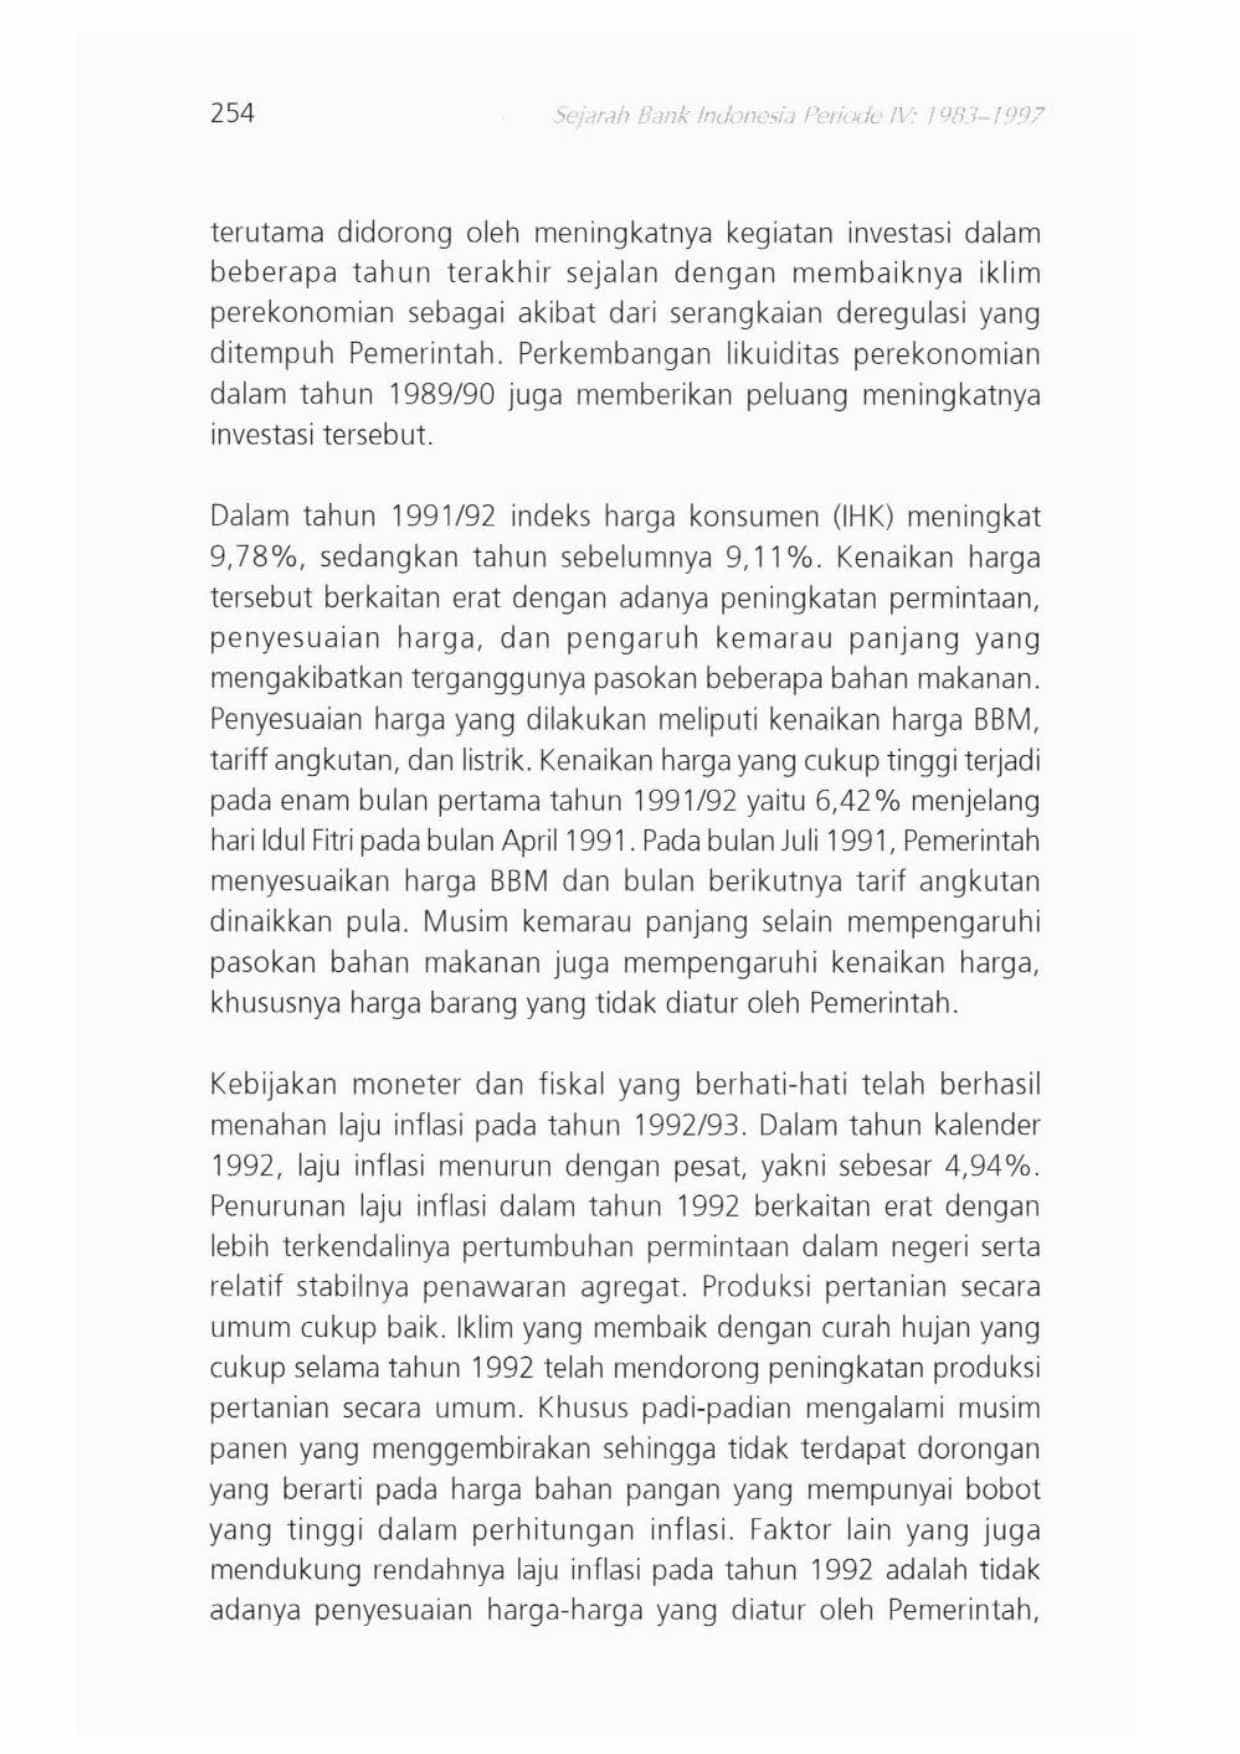 254
Sejarah Bank Indonesia Periode IV: 1983–1997
terutama didorong oleh meningkatnya kegiatan investasi dalam
beberapa tahun terakhir sejalan dengan membaiknya iklim
perekonomian sebagai akibat dari serangkaian deregulasi yang
ditempuh Pemerintah. Perkembangan likuiditas perekonomian
dalam tahun 1989/90 juga memberikan peluang meningkatnya
investasi tersebut.
Dalam tahun 1991/92 indeks harga konsumen (IHK) meningkat
9,78%, sedangkan tahun sebelumnya 9,11%. Kenaikan harga
tersebut berkaitan erat dengan adanya peningkatan permintaan,
penyesuaian harga, dan pengaruh kemarau panjang yang
mengakibatkan terganggunya pasokan beberapa bahan makanan.
Penyesuaian harga yang dilakukan meliputi kenaikan harga BBM,
tariff angkutan, dan listrik. Kenaikan harga yang cukup tinggi terjadi
pada enam bulan pertama tahun 1991/92 yaitu 6,42% menjelang
hari Idul Fitri pada bulan April 1991. Pada bulan Juli 1991, Pemerintah
menyesuaikan harga BBM dan bulan berikutnya tarif angkutan
dinaikkan pula. Musim kemarau panjang selain mempengaruhi
pasokan bahan makanan juga mempengaruhi kenaikan harga,
khususnya harga barang yang tidak diatur oleh Pemerintah.
Kebijakan moneter dan fiskal yang berhati-hati telah berhasil
menahan laju inflasi pada tahun 1992/93. Dalam tahun kalender
1992, laju inflasi menurun dengan pesat, yakni sebesar 4,94%.
Penurunan laju inflasi dalam tahun 1992 berkaitan erat dengan
lebih terkendalinya pertumbuhan permintaan dalam negeri serta
relatif stabilnya penawaran agregat. Produksi pertanian secara
umum cukup baik. Iklim yang membaik dengan curah hujan yang
cukup selama tahun 1992 telah mendorong peningkatan produksi
pertanian secara umum. Khusus padi-padian mengalami musim
panen yang menggembirakan sehingga tidak terdapat dorongan
yang berarti pada harga bahan pangan yang mempunyai bobot
yang tinggi dalam perhitungan inflasi. Faktor lain yang juga
mendukung rendahnya laju inflasi pada tahun 1992 adalah tidak
adanya penyesuaian harga-harga yang diatur oleh Pemerintah,